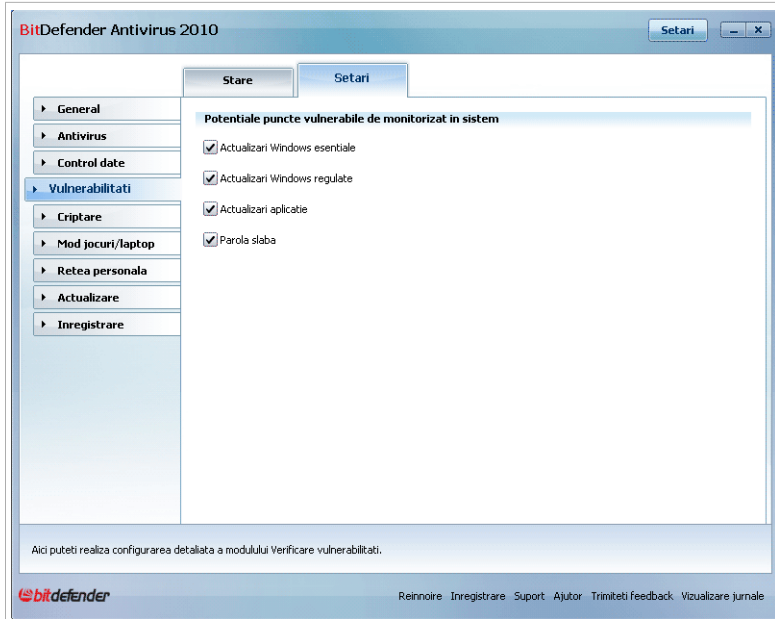 BitDefender Antivirus 2010
Setari
Stare
Setari
General
Antivirus
Control date
Vulnerabilitati
Criptare
Mod jocuri/laptop
Retea personala
Actualizare
Inregistrare
Potentiale puncte vulnerabile de monitorizat in sistem
Actualizari Windows esentiale
Actualizari Windows regulate
Actualizari aplicatie
Parola slaba
Aici puteti realiza configurarea detaliata a modulului Verificare vulnerabilitati.
bitdefender
Reinnoire Inregistrare Suport Ajutor Trimiteti feedback Vizualizare jurnale